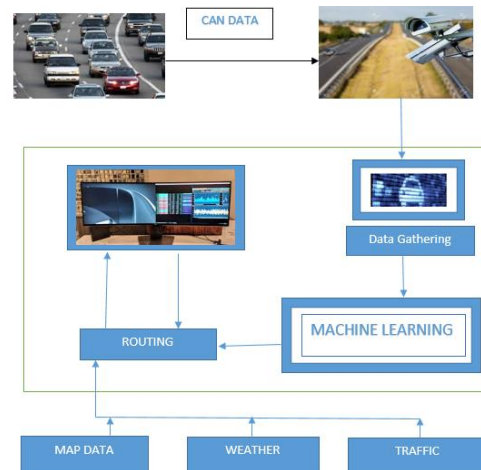 CAN DATA
Data Gathering
MACHINE LEARNING
ROUTING
MAP DATA
WEATHER
TRAFFIC